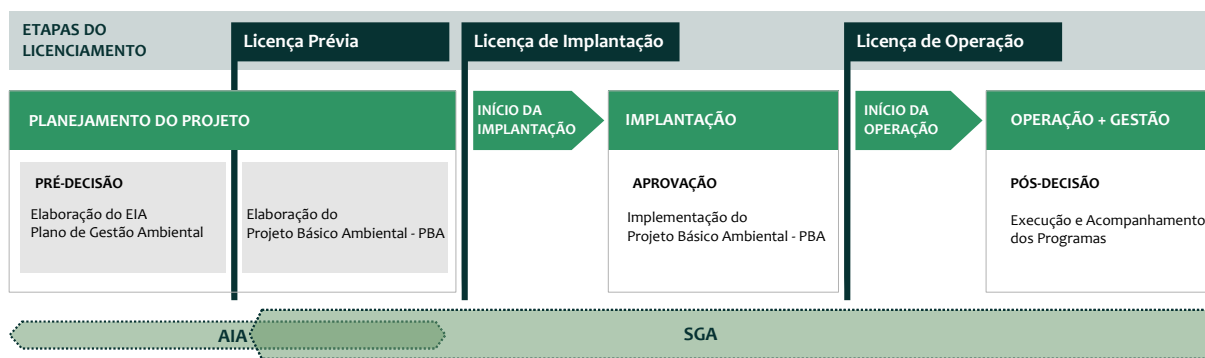 ETAPAS DO
LICENCIAMENTO
Licença Prévia
Licença de Implantação
Licença de Operação
PLANEJAMENTO DO PROJETO
INÍCIO DA
IMPLANTAÇÃO
IMPLANTAÇÃO
INÍCIO DA
OPERAÇÃO
OPERAÇÃO + GESTÃO
PRÉ-DECISÃO
Elaboração do EIA
Plano de Gestão Ambiental
Elaboração do
Projeto Básico Ambiental - PBA
APROVAÇÃO
Implementação do
Projeto Básico Ambiental - PBA
PÓS-DECISÃO
Execução e Acompanhamento
dos Programas
AIA
SGA